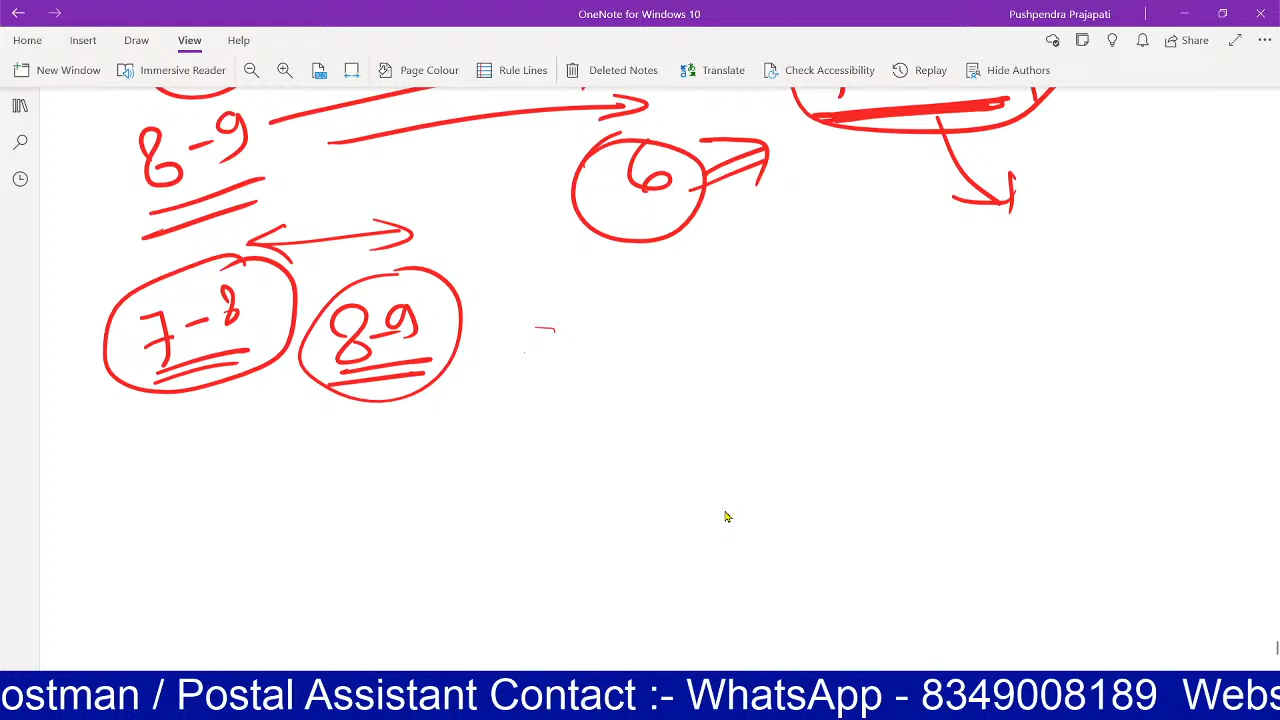 OneNote for Windows 10
Pushpendra Prajapati
Home Insert Draw View Help
Share
New Window Immersive Reader Page Colour Rule Lines Deleted Notes Translate Check Accessibility Replay Hide Authors
8-9
6
7-8 8-9
ostman / Postal Assistant Contact :- WhatsApp - 8349008189 Webs